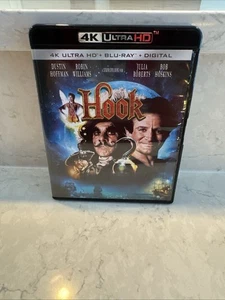 4K ULTRA HD
4K ULTRA HD • BLU-RAY • DIGITAL
DUSTIN HOFFMAN ROBIN WILLIAMS JULIA ROBERTS BOB HOSKINS
Hook